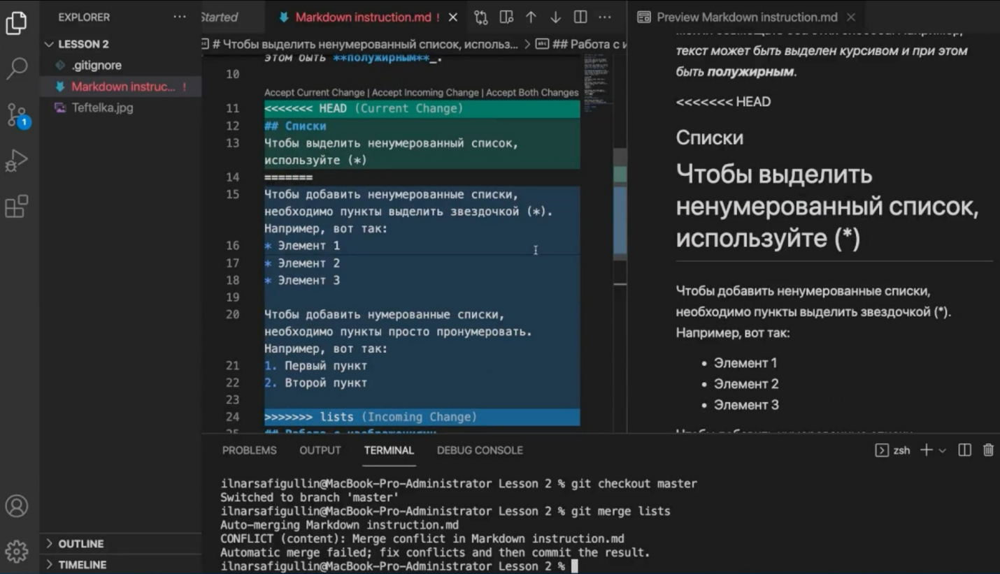 EXPLORER ...
LESSON 2
.gitignore
Markdown instruc... !
Teftelka.jpg
1
OUTLINE
TIMELINE
Started
Markdown instruction.md !
# Чтобы выделить ненумерованный список, использ... > ## Работа с и
этом быть **полужирным**_.
10
Accept Current Change | Accept Incoming Change | Accept Both Changes
11 <<<<<<< HEAD (Current Change)
12 ## Списки
13 Чтобы выделить ненумерованный список,
используйте (*)
14 =======
15 Чтобы добавить ненумерованные списки,
необходимо пункты выделить звездочкой (*).
Например, вот так:
16 * Элемент 1
17 * Элемент 2
18 * Элемент 3
19
20 Чтобы добавить нумерованные списки,
необходимо пункты просто пронумеровать.
Например, вот так:
21 1. Первый пункт
22 2. Второй пункт
23
24 >>>>>>> lists (Incoming Change)
25 ## Работа с изображениями
Preview Markdown instruction.md
текст может быть выделен курсивом и при этом
быть полужирным.
<<<<<<< HEAD
Списки
Чтобы выделить
ненумерованный список,
используйте (*)
Чтобы добавить ненумерованные списки,
необходимо пункты выделить звездочкой (*).
Например, вот так:
• Элемент 1
• Элемент 2
• Элемент 3
PROBLEMS OUTPUT TERMINAL DEBUG CONSOLE
zsh
ilnarsafigullin@MacBook-Pro-Administrator Lesson 2 % git checkout master
Switched to branch 'master'
ilnarsafigullin@MacBook-Pro-Administrator Lesson 2 % git merge lists
Auto-merging Markdown instruction.md
CONFLICT (content): Merge conflict in Markdown instruction.md
Automatic merge failed; fix conflicts and then commit the result.
ilnarsafigullin@MacBook-Pro-Administrator Lesson 2 %